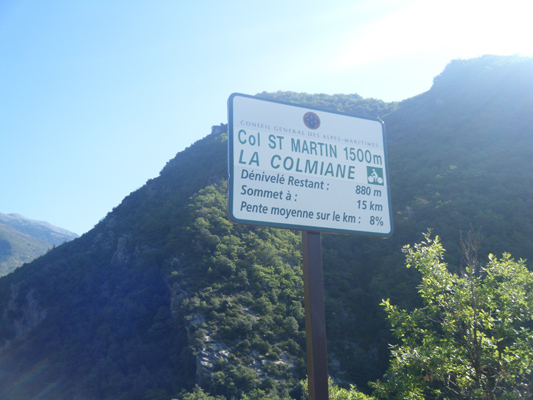 CONSEIL GENERAL DES ALPES-MARITIMES
Col ST MARTIN 1500m
LA COLMIANE
Dénivelé Restant : 880 m
Sommet à : 15 km
Pente moyenne sur le km : 8%